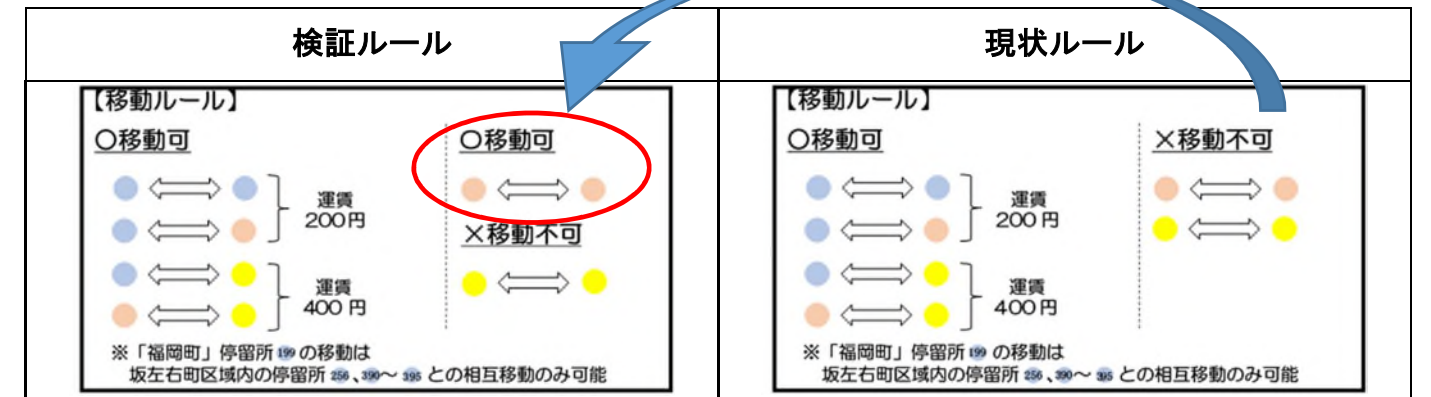 検証ルール
【移動ルール】
〇移動可
運賃
200円
運賃
400円
〇移動可
×移動不可
※「福岡町」停留所 199 の移動は
坂左右町区域内の停留所 256 、390～ 395 との相互移動のみ可能
現状ルール
【移動ルール】
〇移動可
運賃
200円
運賃
400円
×移動不可
※「福岡町」停留所 199 の移動は
坂左右町区域内の停留所 256 、390～ 395 との相互移動のみ可能